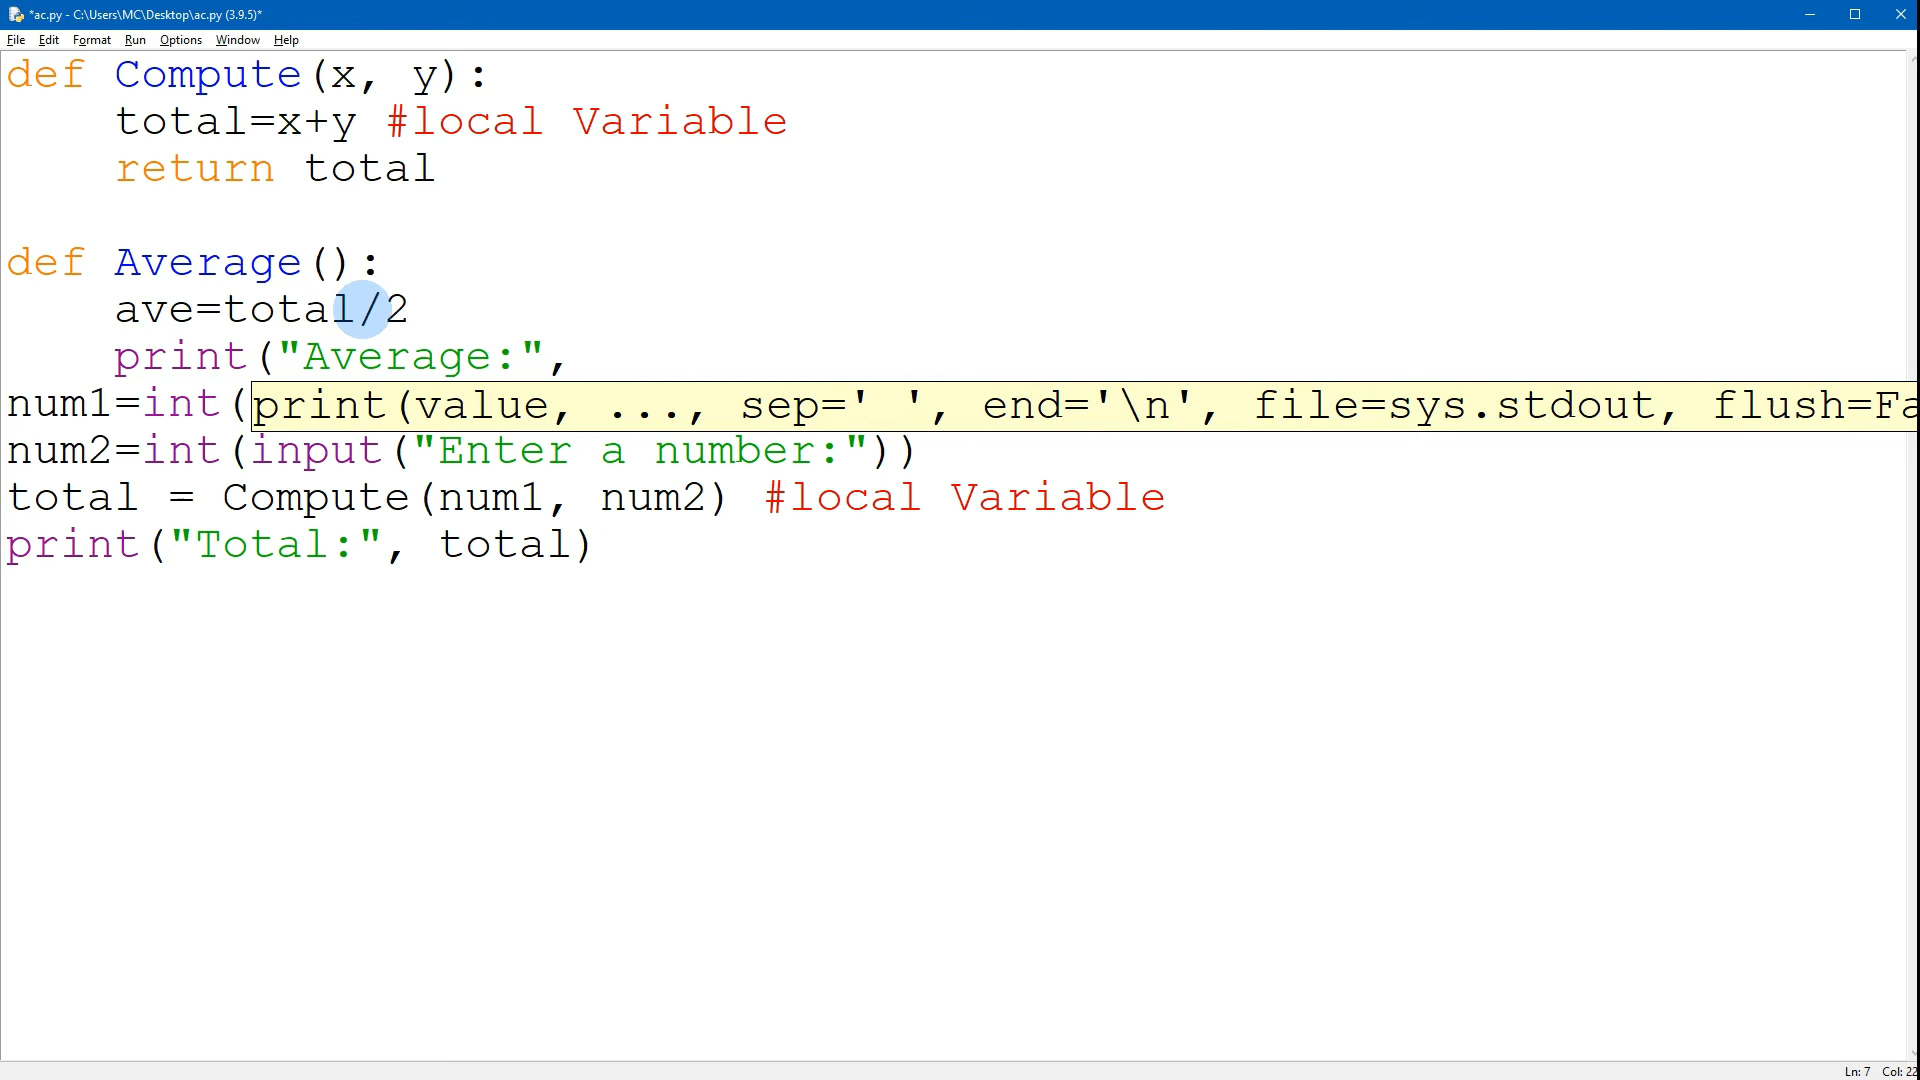 *ac.py - C:\Users\MC\Desktop\ac.py (3.9.5)*
File Edit Format Run Options Window Help
def Compute(x, y):
    total=x+y #local Variable
    return total
def Average():
    ave=total/2
    print("Average:",
num1=int(print(value, ..., sep=' ', end='\n', file=sys.stdout, flush=Fa
num2=int(input("Enter a number:"))
total = Compute(num1, num2) #local Variable
print("Total:", total)
Ln: 7 Col: 22